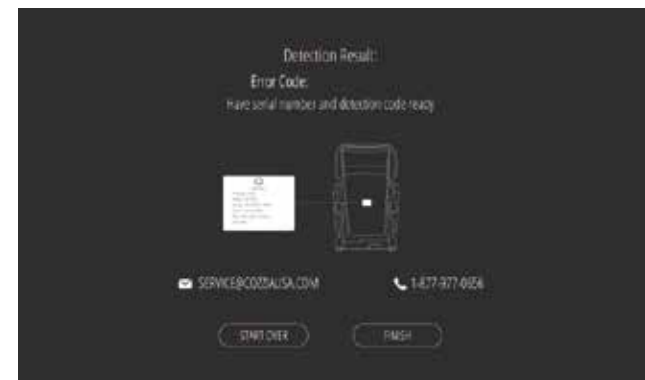 Detection Result:
Error Code:
Have serial number and detection code ready
SERVICE@COZZIAUSA.COM
1-877-977-0656
START OVER
FINISH